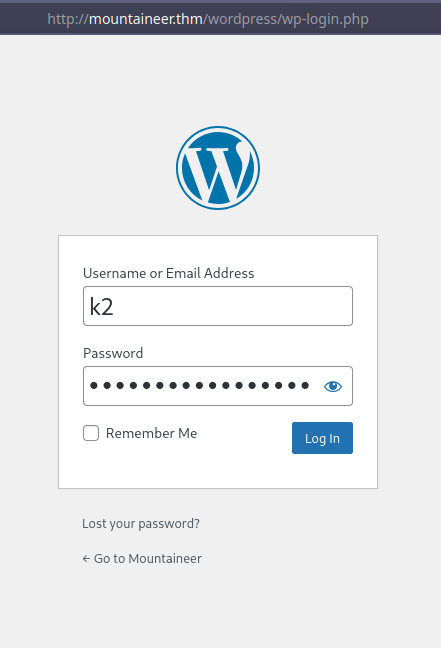 http://mountaineer.thm/wordpress/wp-login.php
W
Username or Email Address
k2
Password
••••••••••••••••
Remember Me
Log In
Lost your password?
← Go to Mountaineer